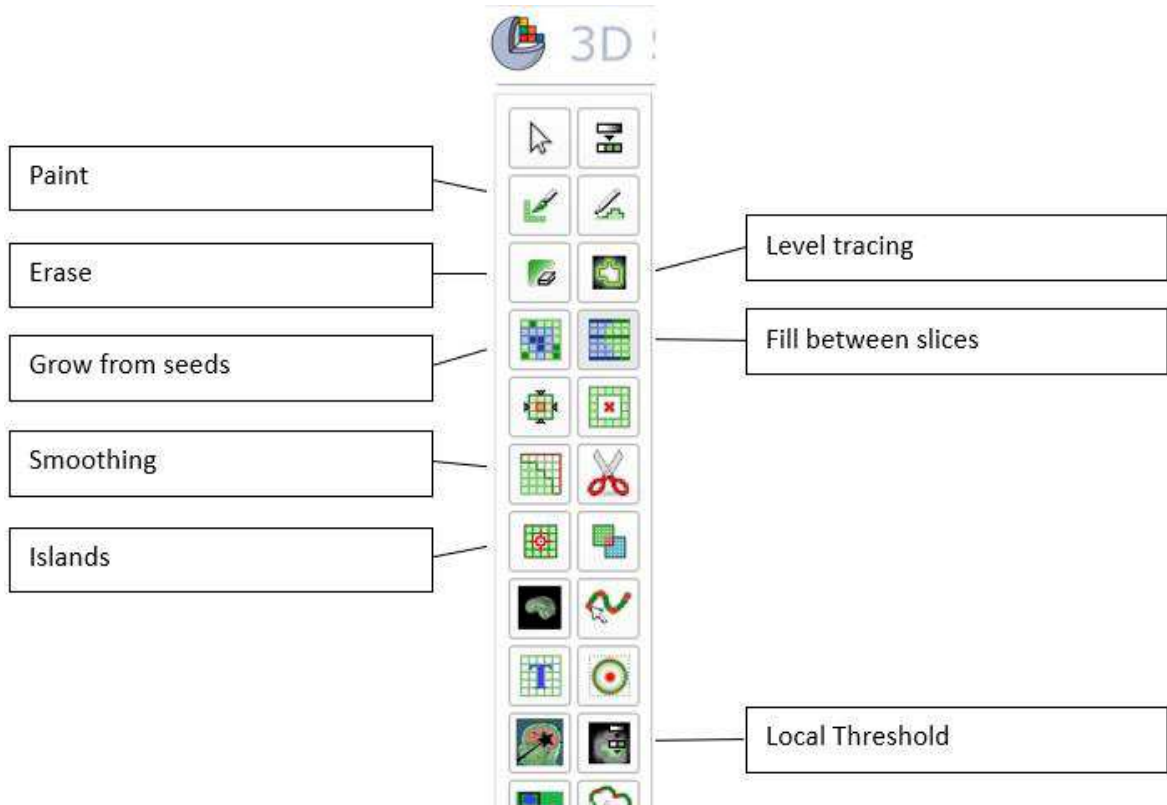 3D S
Paint
Erase
Grow from seeds
Smoothing
Islands
Level tracing
Fill between slices
T
Local Threshold